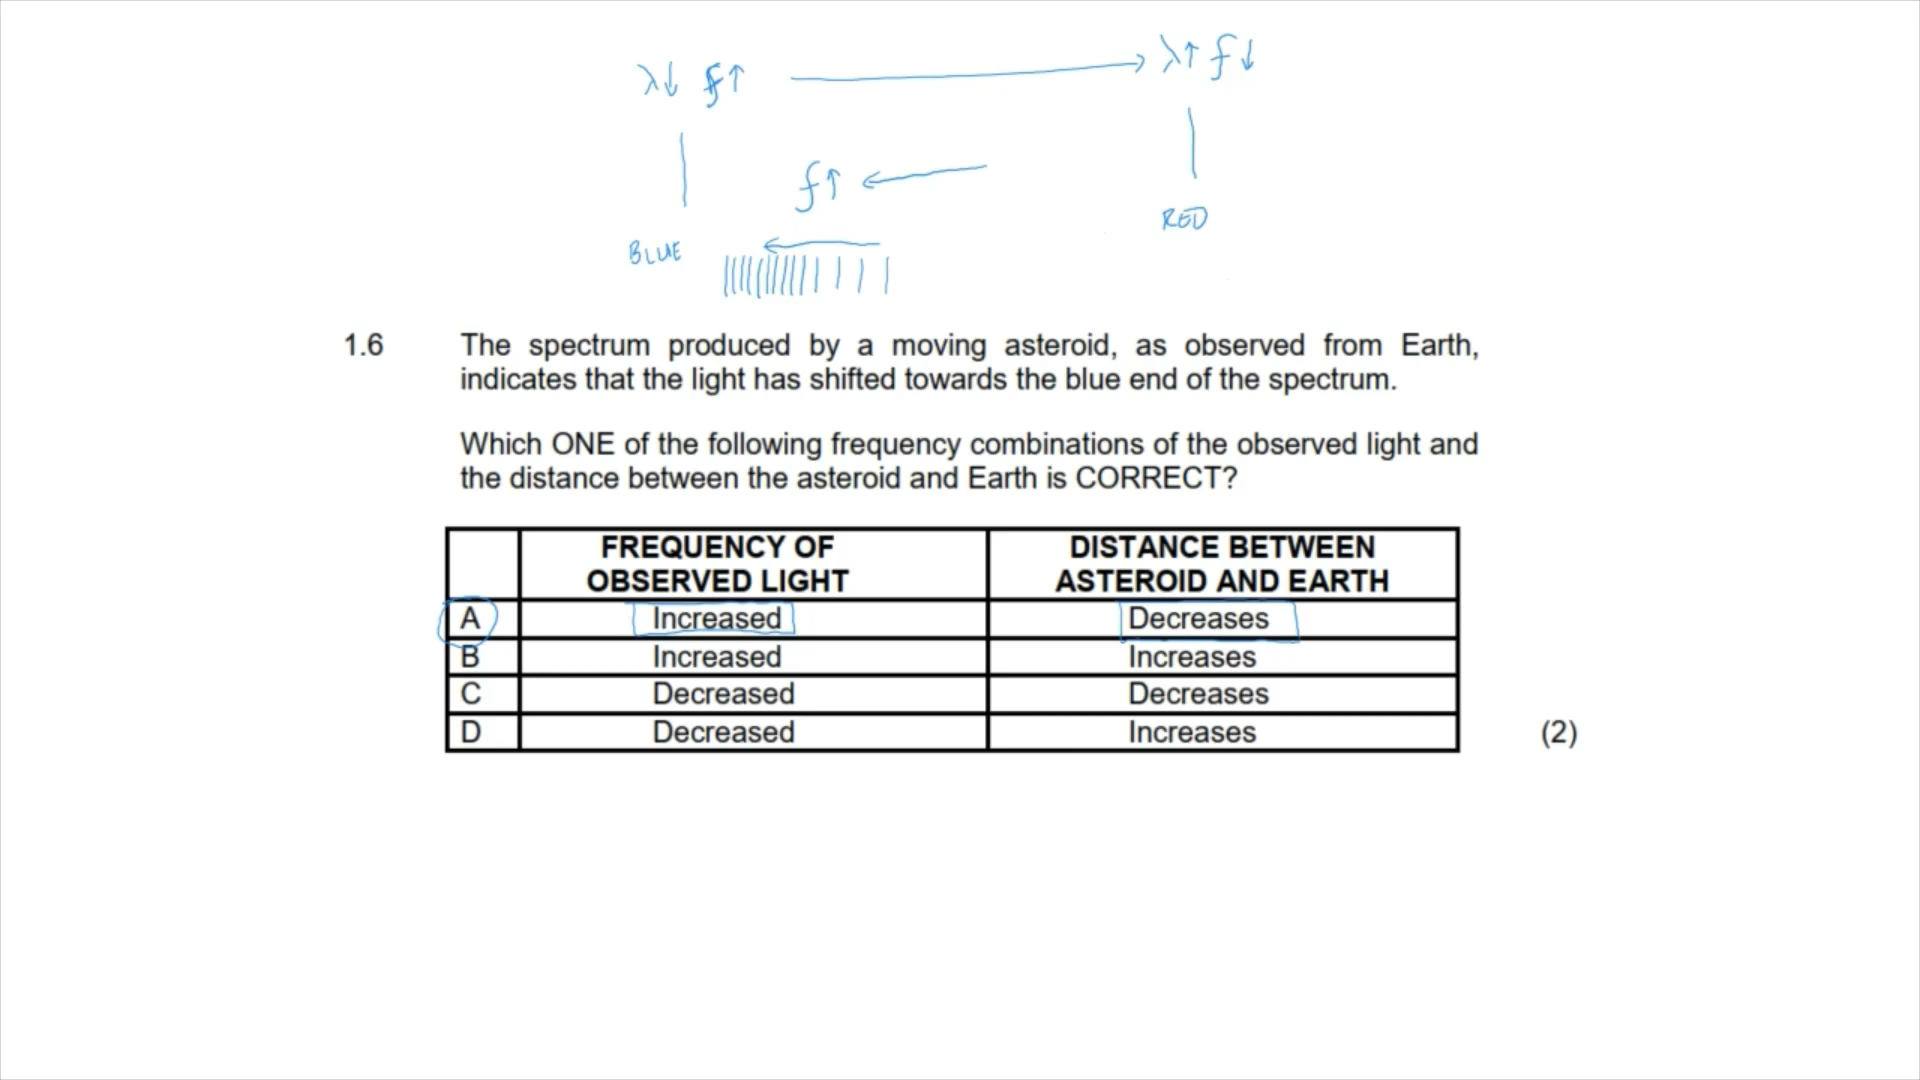 λ↓ f↑ → λ↑ f↓
f↑ ←
RED
BLUE
1.6 The spectrum produced by a moving asteroid, as observed from Earth,
indicates that the light has shifted towards the blue end of the spectrum.
Which ONE of the following frequency combinations of the observed light and
the distance between the asteroid and Earth is CORRECT?
FREQUENCY OF OBSERVED LIGHT DISTANCE BETWEEN ASTEROID AND EARTH
A Increased Decreases
B Increased Increases
C Decreased Decreases
D Decreased Increases (2)